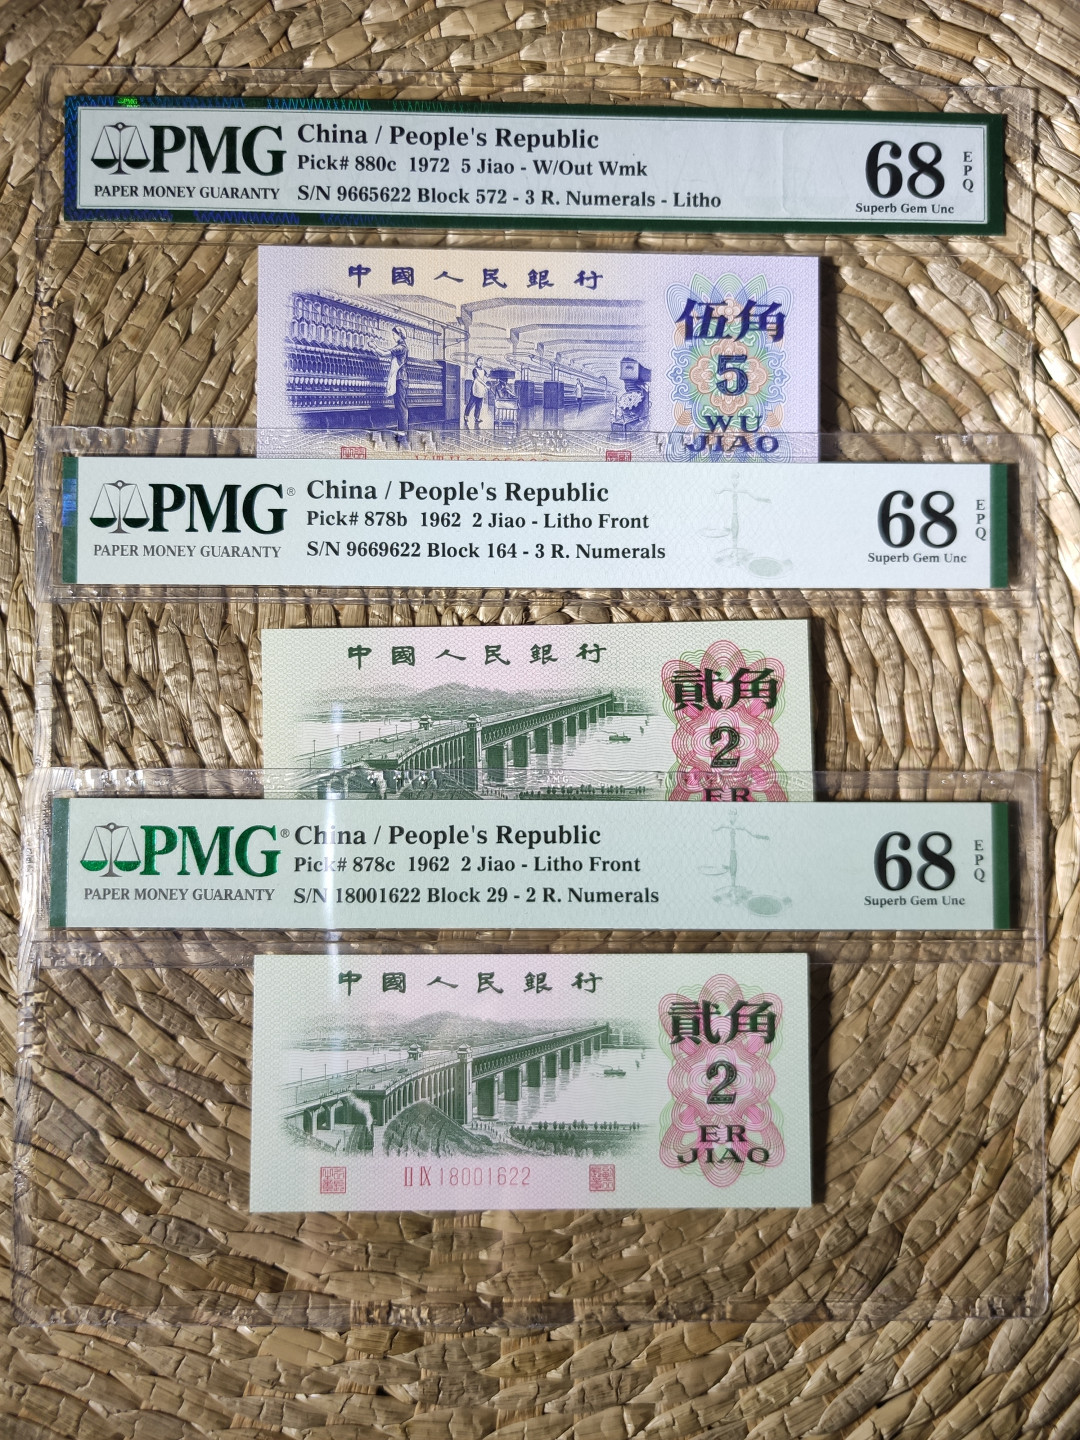 PMG
PAPER MONEY GUARANTY
China / People's Republic
Pick# 880c 1972 5 Jiao - W/Out Wmk
S/N 9665622 Block 572 - 3 R. Numerals - Litho
68
EPQ
Superb Gem Unc
中國人民銀行
伍角
5
WU
JIAO
PMG®
PAPER MONEY GUARANTY
China / People's Republic
Pick# 878b 1962 2 Jiao - Litho Front
S/N 9669622 Block 164 - 3 R. Numerals
68
EPQ
Superb Gem Unc
中國人民銀行
貳角
2
ER
PMG®
PAPER MONEY GUARANTY
China / People's Republic
Pick# 878c 1962 2 Jiao - Litho Front
S/N 18001622 Block 29 - 2 R. Numerals
68
EPQ
Superb Gem Unc
中國人民銀行
貳角
2
ER
JIAO
II IX 18001622